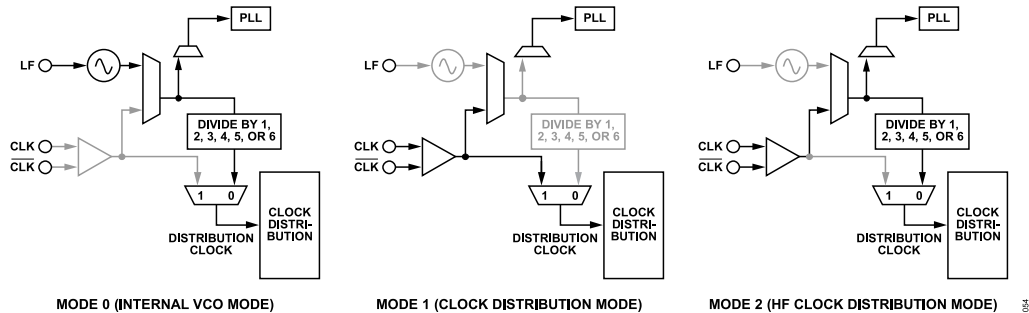 PLL
LF
DIVIDE BY 1,
2, 3, 4, 5, OR 6
CLK
CLK
1 0
CLOCK
DISTRI-
BUTION
DISTRIBUTION
CLOCK
MODE 0 (INTERNAL VCO MODE)
PLL
LF
DIVIDE BY 1,
2, 3, 4, 5, OR 6
CLK
CLK
1 0
CLOCK
DISTRI-
BUTION
DISTRIBUTION
CLOCK
MODE 1 (CLOCK DISTRIBUTION MODE)
PLL
LF
DIVIDE BY 1,
2, 3, 4, 5, OR 6
CLK
CLK
1 0
CLOCK
DISTRI-
BUTION
DISTRIBUTION
CLOCK
MODE 2 (HF CLOCK DISTRIBUTION MODE)
054